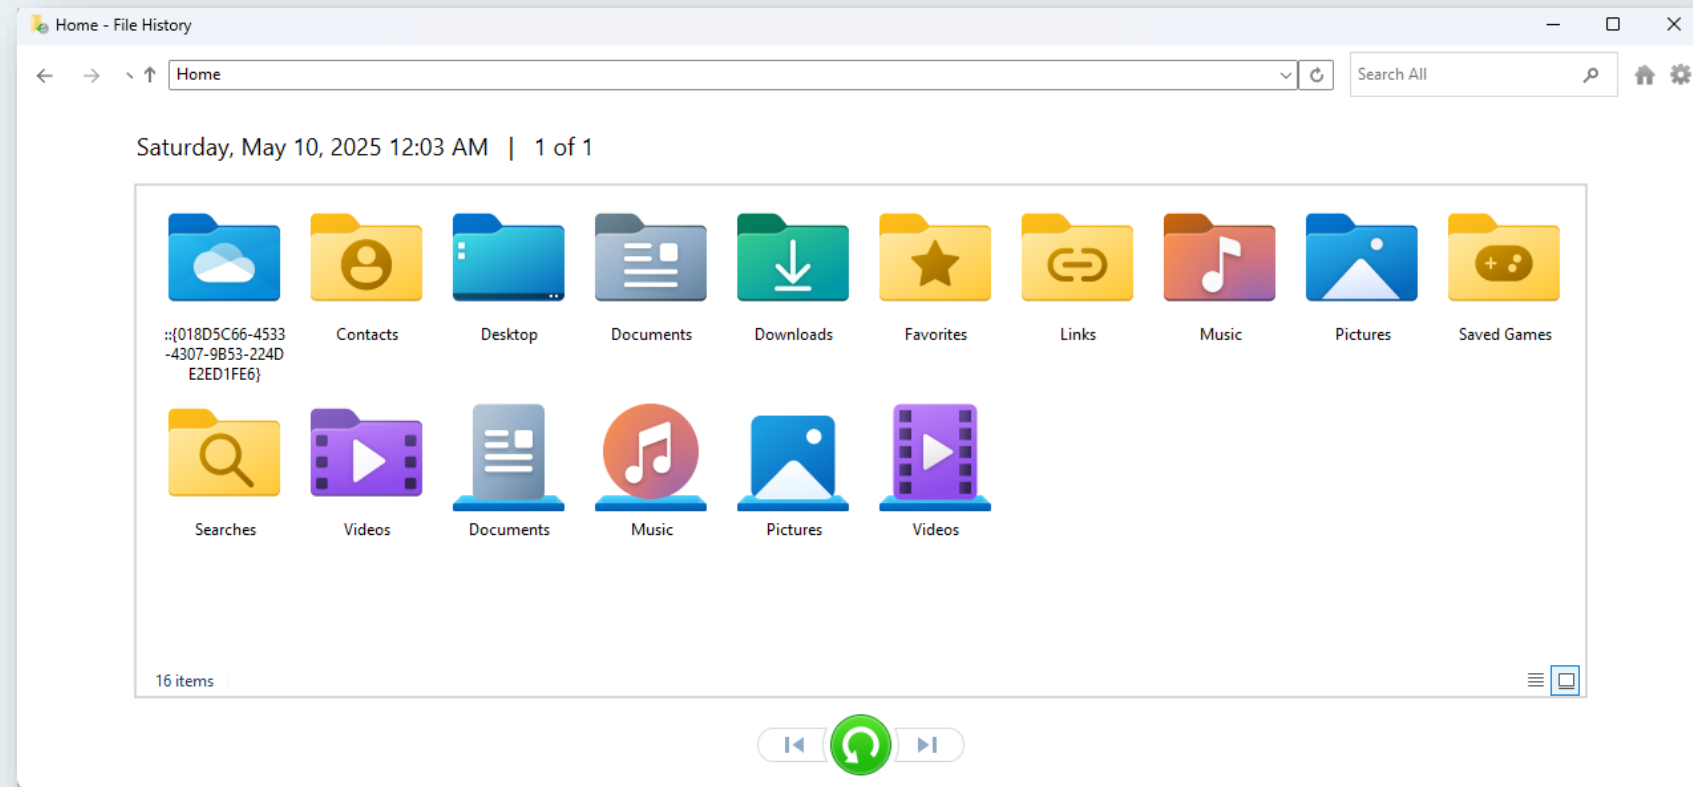 Home - File History
Home
Search All
Saturday, May 10, 2025 12:03 AM | 1 of 1
::{018D5C66-4533
-4307-9B53-224D
E2ED1FE6}
Contacts
Desktop
Documents
Downloads
Favorites
Links
Music
Pictures
Saved Games
Searches
Videos
Documents
Music
Pictures
Videos
16 items